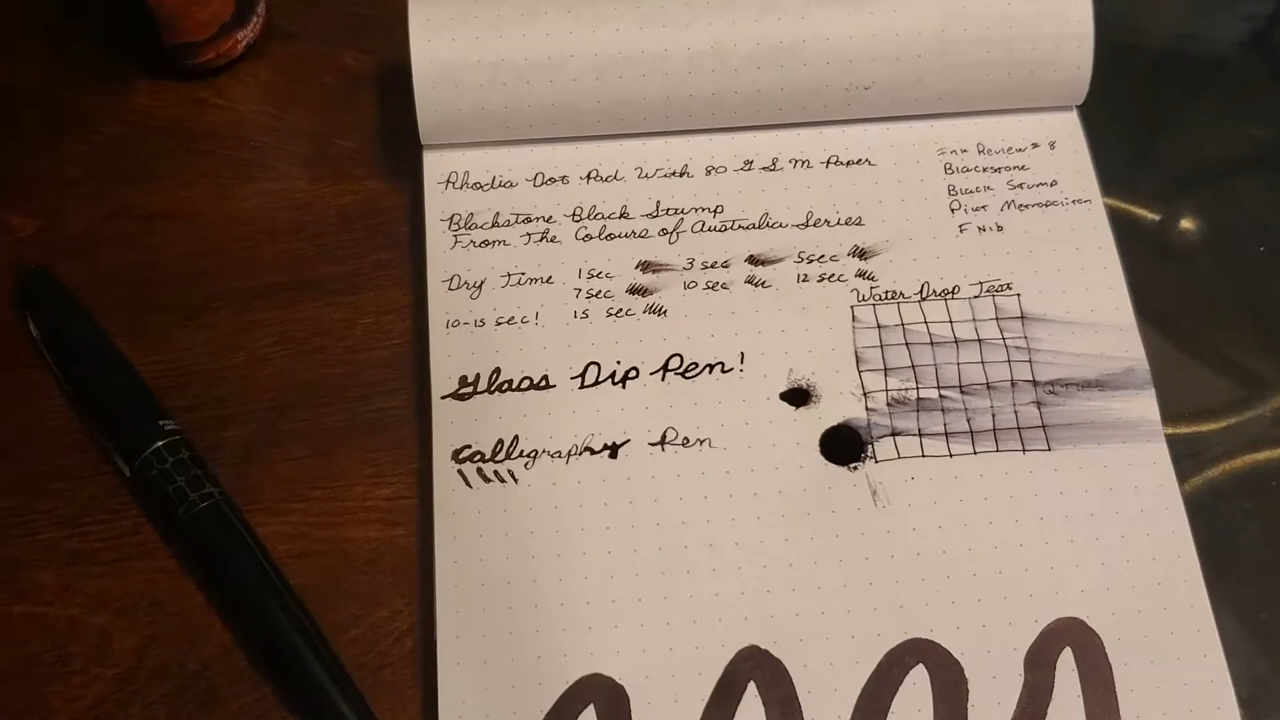 Rhodia Dot Pad With 80 G S M Paper
Ink Review # 8
Blackstone
Black Stump
Pilot Metropolitan
F Nib
Blackstone Black Stump
From The Colours of Australia Series
Dry Time 1 sec 3 sec 5 sec
7 sec 10 sec 12 sec
10-15 sec! 15 sec
Water Drop Test
Glass Dip Pen!
Q TIPS
Calligraphy Pen